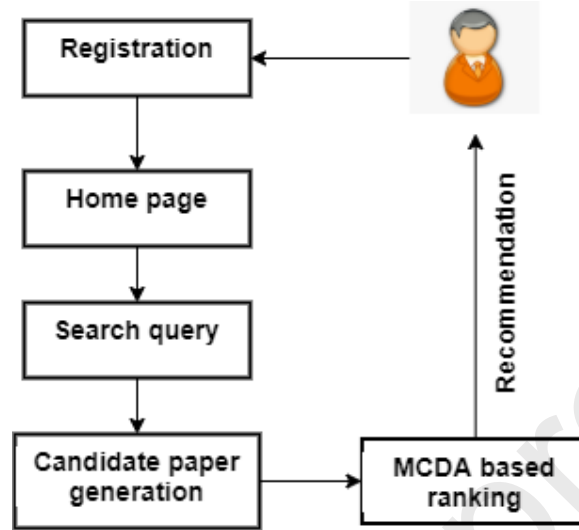 Registration
Home page
Search query
Candidate paper
generation
MCDA based
ranking
Recommendation